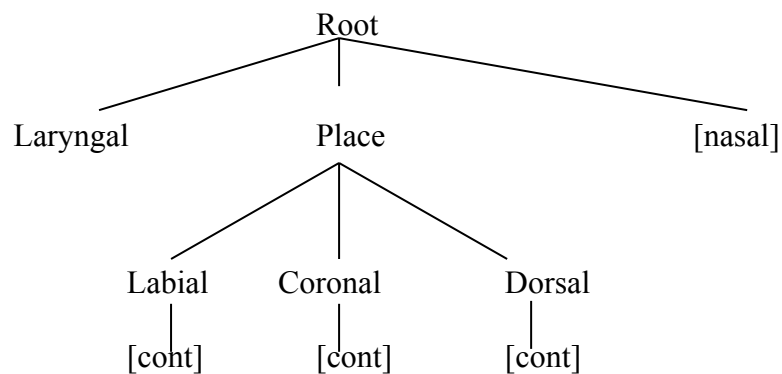 Root
Laryngal Place [nasal]
Labial Coronal Dorsal
[cont] [cont] [cont]